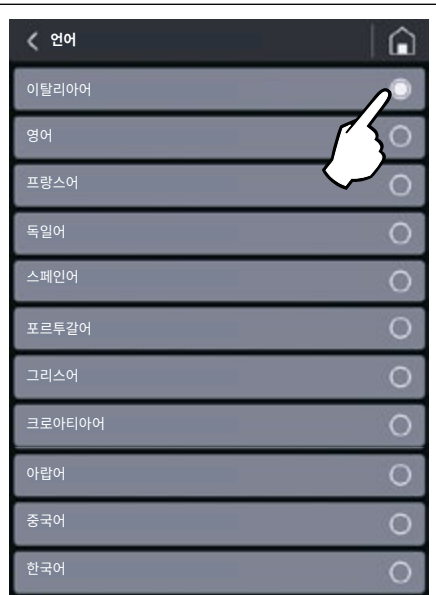 언어
이탈리아어
영어
프랑스어
독일어
스페인어
포르투갈어
그리스어
크로아티아어
아랍어
중국어
한국어